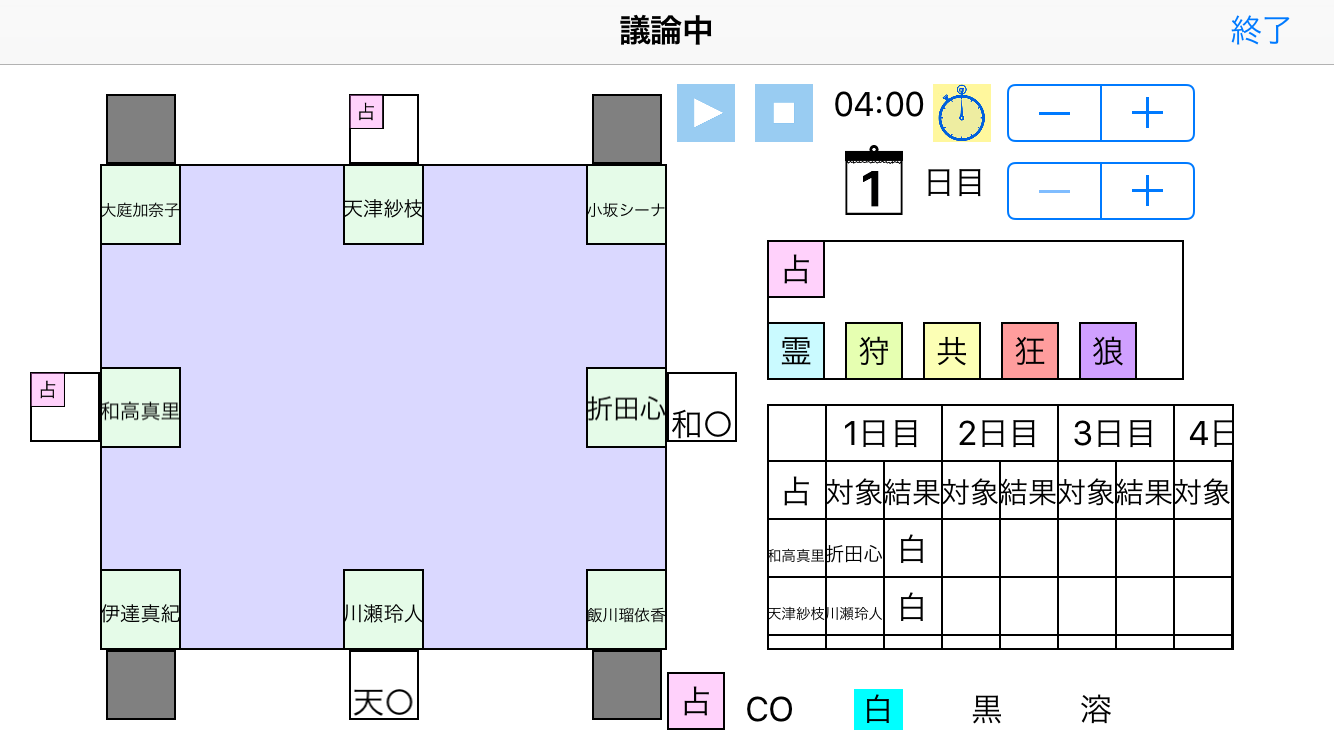 議論中
終了
占
04:00
大庭加奈子
天津紗枝
小坂シーナ
1
日目
占
霊 狩 共 狂 狼
占
和高真里
折田心
和〇
1日目 2日目 3日目 4日
占 対象 結果 対象 結果 対象 結果 対象
和高真里 折田心 白
天津紗枝 川瀬玲人 白
伊達真紀
川瀬玲人
飯川瑠依香
天〇
占 CO 白 黒 溶